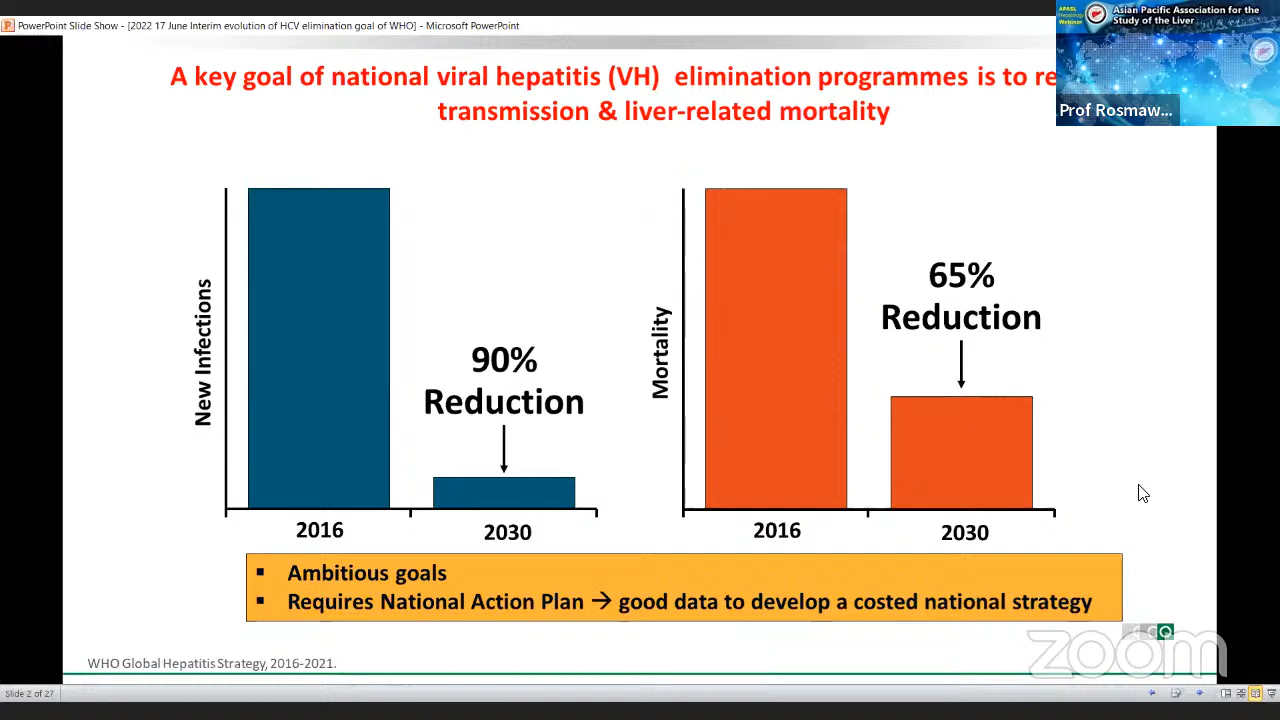 PowerPoint Slide Show - [2022 17 June Interim evolution of HCV elimination goal of WHO] - Microsoft PowerPoint
APASL
Hepatology
Webinar
Asian Pacific Association for the
Study of the Liver
Prof Rosmaw...
A key goal of national viral hepatitis (VH) elimination programmes is to re
transmission & liver-related mortality
New Infections
90%
Reduction
2016
2030
Mortality
65%
Reduction
2016
2030
▪ Ambitious goals
▪ Requires National Action Plan → good data to develop a costed national strategy
zoom
WHO Global Hepatitis Strategy, 2016-2021.
Slide 2 of 27